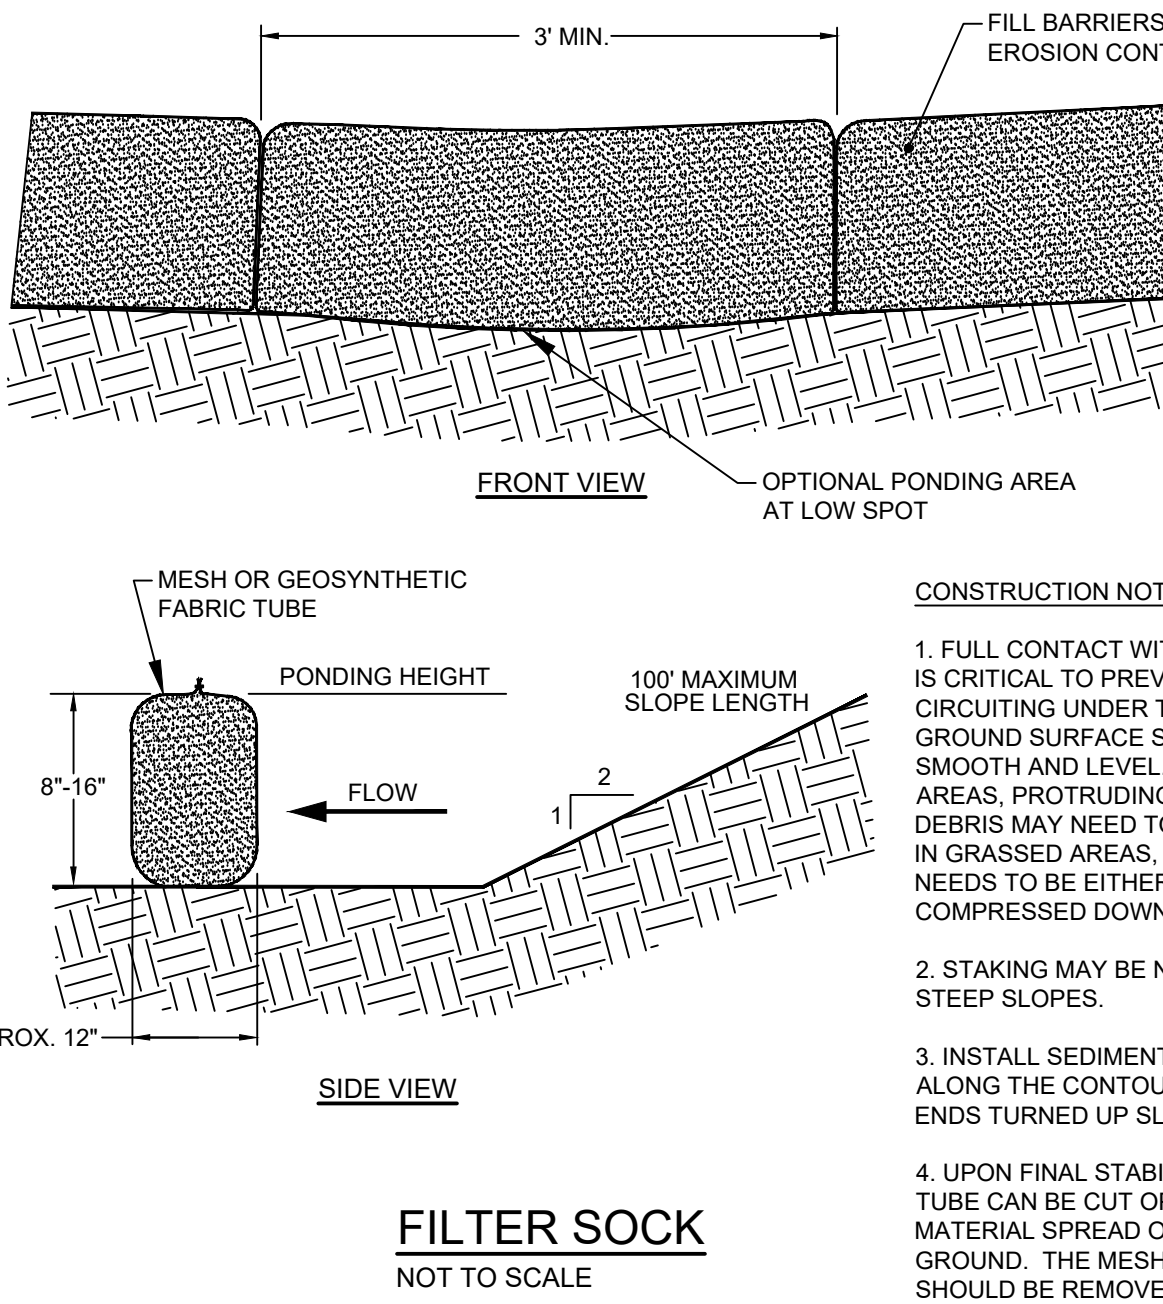 3' MIN.
FILL BARRIERS
EROSION CONT
FRONT VIEW
OPTIONAL PONDING AREA
AT LOW SPOT
MESH OR GEOSYNTHETIC
FABRIC TUBE
PONDING HEIGHT
100' MAXIMUM
SLOPE LENGTH
8"-16"
FLOW
2
1
ROX. 12"
SIDE VIEW
CONSTRUCTION NOT
1. FULL CONTACT WIT
IS CRITICAL TO PREV
CIRCUITING UNDER T
GROUND SURFACE S
SMOOTH AND LEVEL.
AREAS, PROTRUDING
DEBRIS MAY NEED TO
IN GRASSED AREAS,
NEEDS TO BE EITHER
COMPRESSED DOWN
2. STAKING MAY BE N
STEEP SLOPES.
3. INSTALL SEDIMENT
ALONG THE CONTOU
ENDS TURNED UP SL
4. UPON FINAL STABI
TUBE CAN BE CUT OP
MATERIAL SPREAD O
GROUND.  THE MESH
SHOULD BE REMOVE
FILTER SOCK
NOT TO SCALE